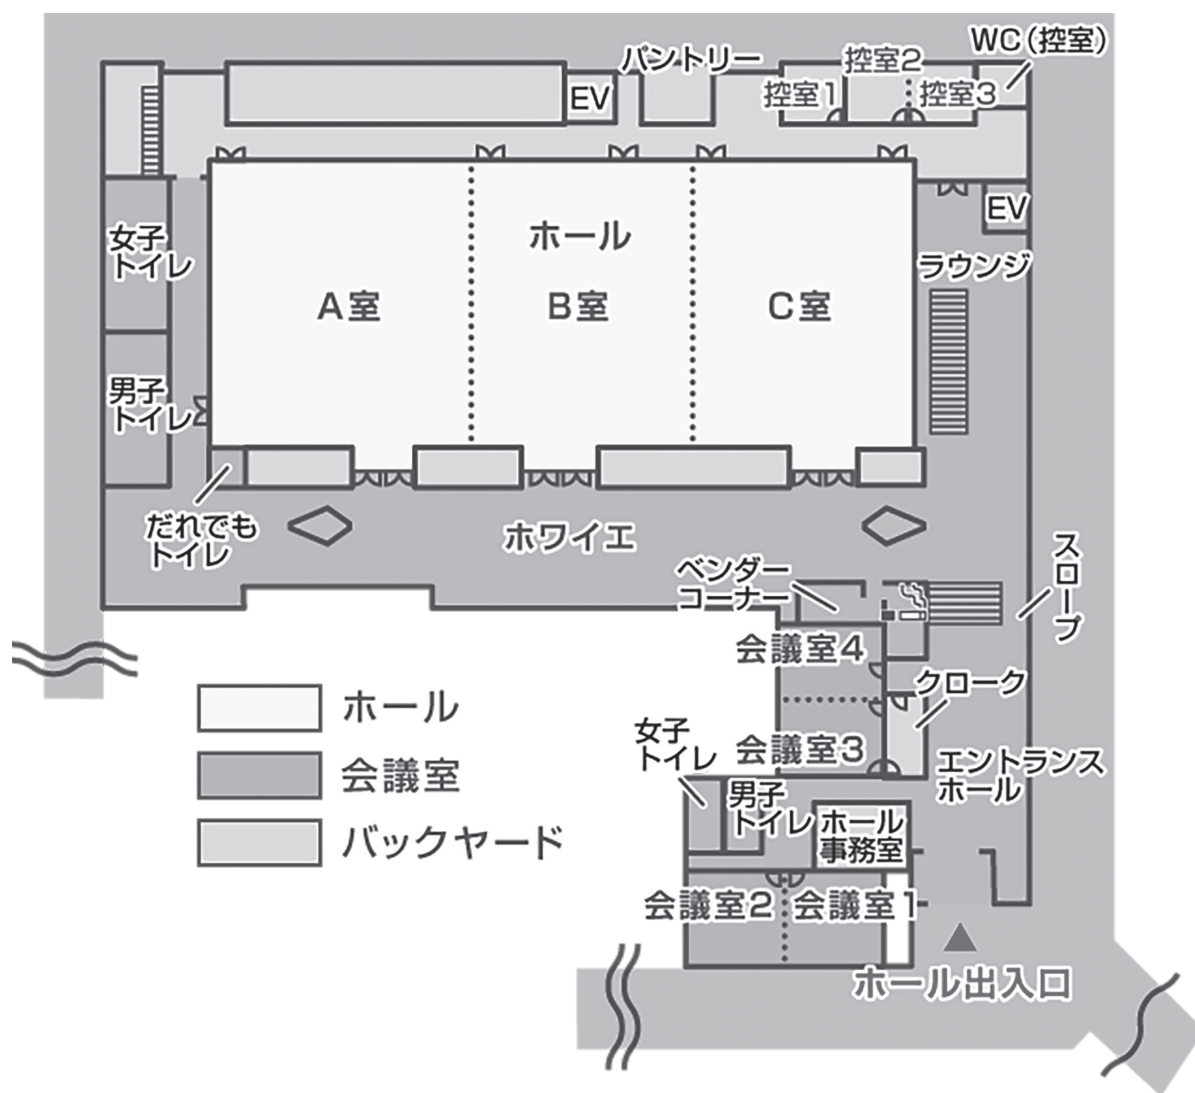 パントリー
控室2
WC(控室)
EV
控室1
控室3
EV
女子
トイレ
ホール
ラウンジ
A室
B室
C室
男子
トイレ
だれでも
トイレ
ホワイエ
スロープ
ベンダー
コーナー
会議室4
クローク
ホール
女子
トイレ
会議室3
エントランス
ホール
会議室
男子
トイレ
ホール
事務室
バックヤード
会議室2
会議室1
ホール出入口